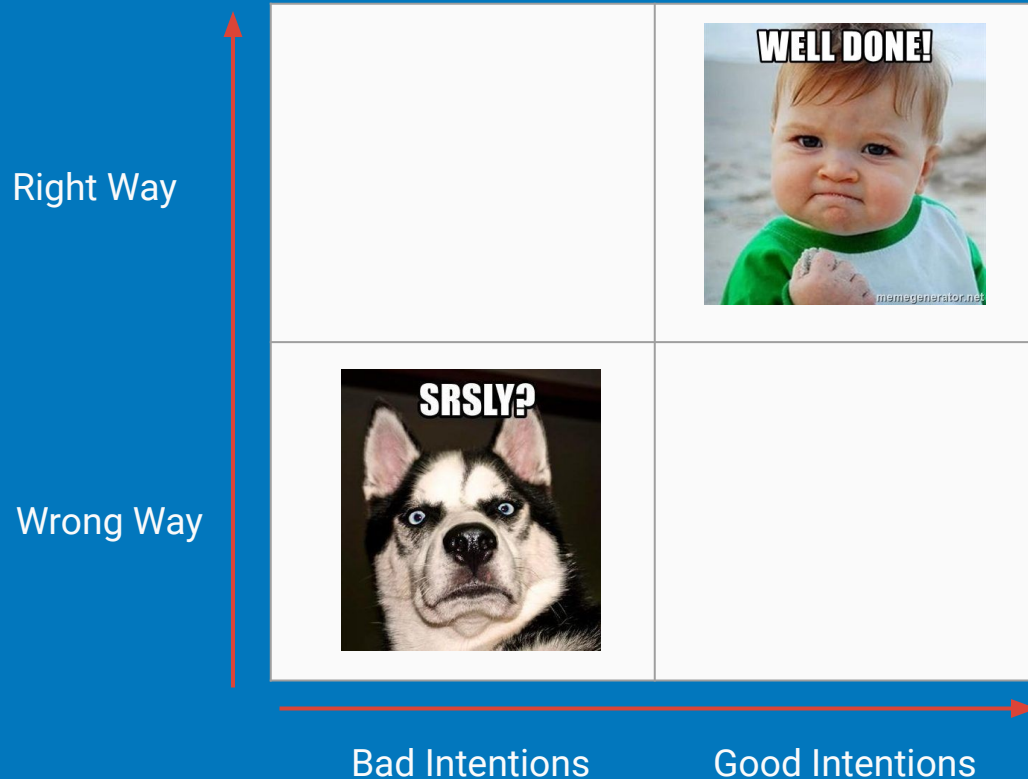 WELL DONE!
memegenerator.net
Right Way
SRSLY?
Wrong Way
Bad Intentions
Good Intentions